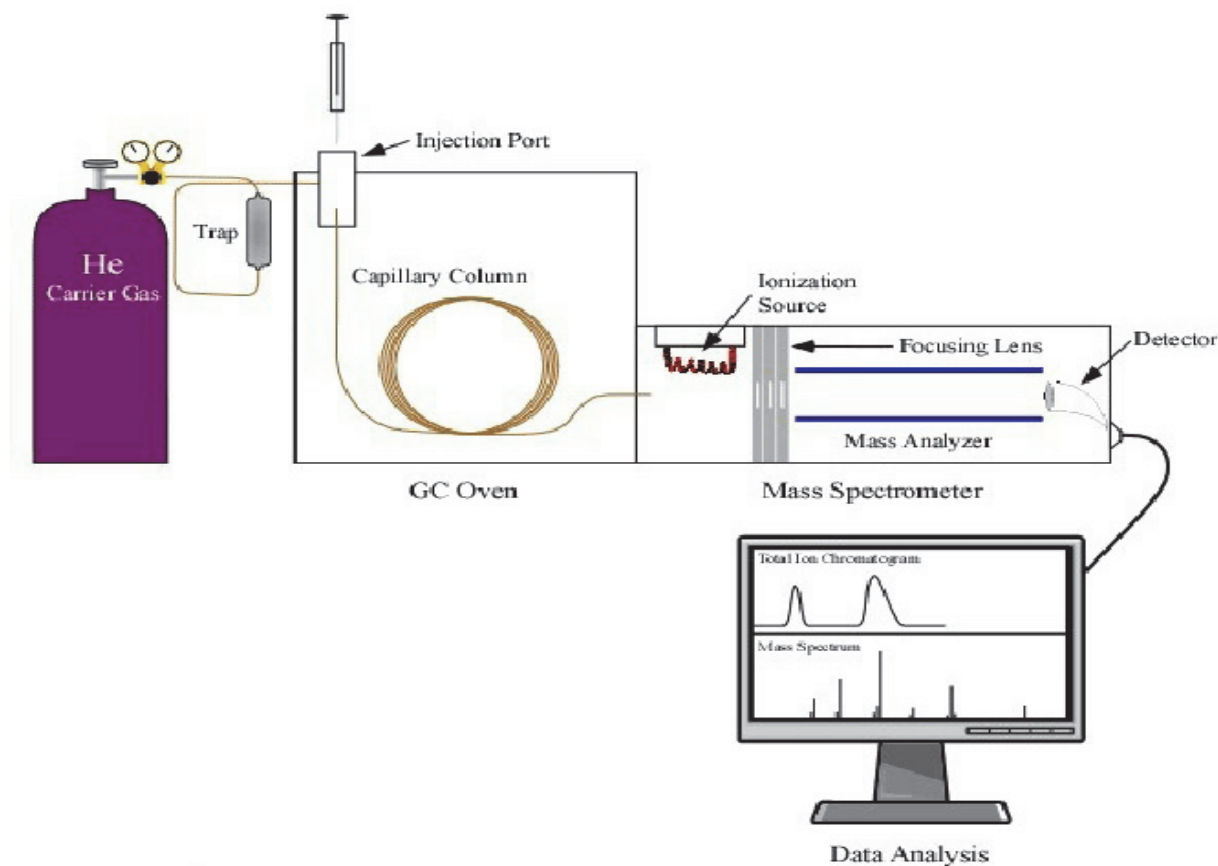 Injection Port
Trap
He
Carrier Gas
Capillary Column
Ionization
Source
Focusing Lens
Detector
Mass Analyzer
GC Oven
Mass Spectrometer
Total Ion Chromatogram
Mass Spectrum
Data Analysis